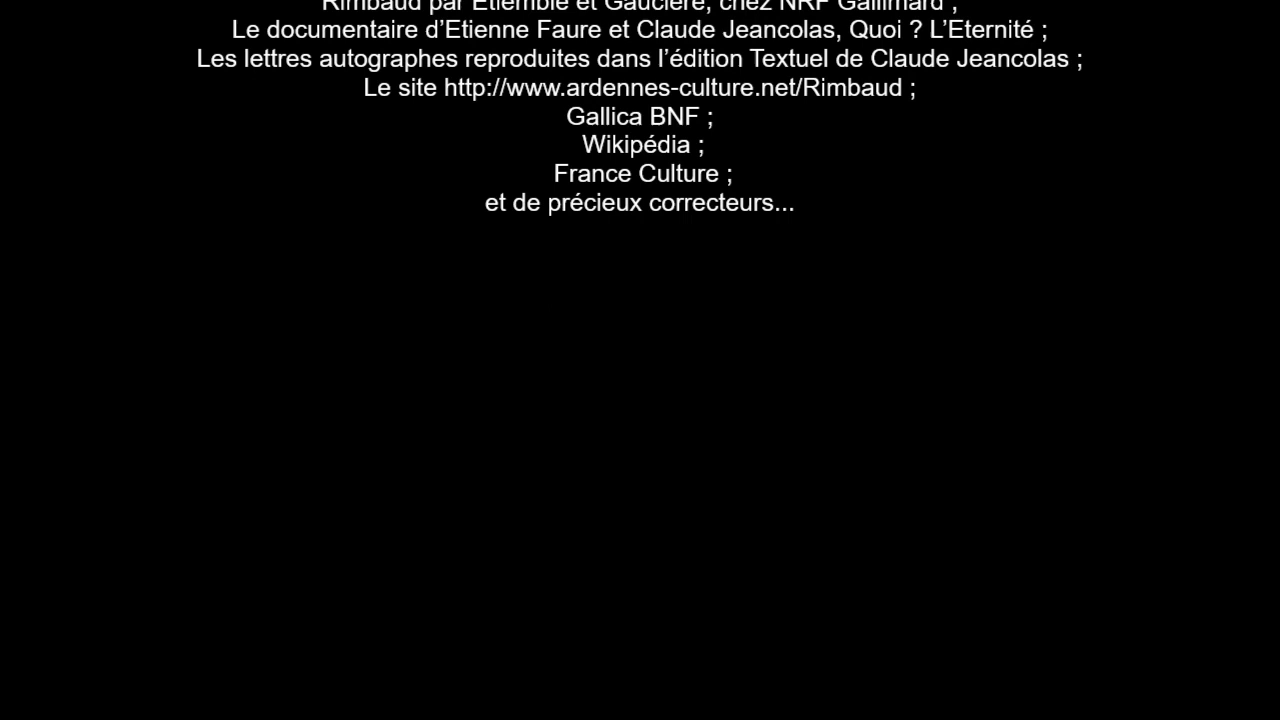 Rimbaud par Etiemble et Gauclère, chez NRF Gallimard ;
Le documentaire d’Etienne Faure et Claude Jeancolas, Quoi ? L’Eternité ;
Les lettres autographes reproduites dans l’édition Textuel de Claude Jeancolas ;
Le site http://www.ardennes-culture.net/Rimbaud ;
Gallica BNF ;
Wikipédia ;
France Culture ;
et de précieux correcteurs...